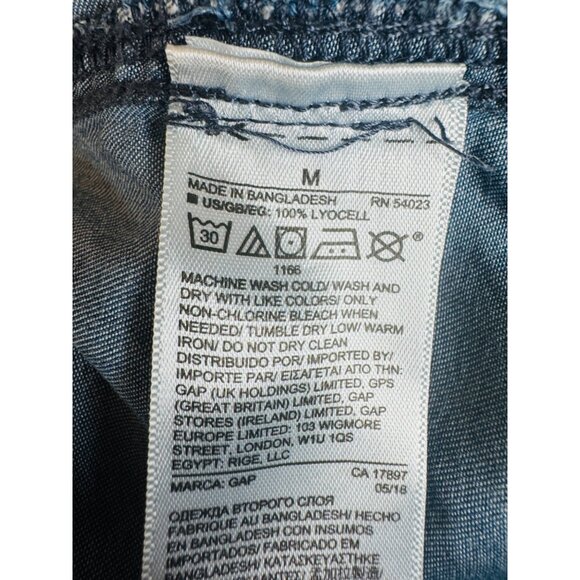 M
MADE IN BANGLADESH RN 54023
US/GB/EG: 100% LYOCELL
30
1166
MACHINE WASH COLD/ WASH AND
DRY WITH LIKE COLORS/ ONLY
NON-CHLORINE BLEACH WHEN
NEEDED/ TUMBLE DRY LOW/ WARM
IRON/ DO NOT DRY CLEAN
DISTRIBUIDO POR/ IMPORTED BY/
IMPORTE PAR/ ΕΙΣΑΓΕΤΑΙ ΑΠΟ ΤΗΝ:
GAP (UK HOLDINGS) LIMITED, GPS
(GREAT BRITAIN) LIMITED, GAP
STORES (IRELAND) LIMITED, GAP
EUROPE LIMITED: 103 WIGMORE
STREET, LONDON, W1U 1QS
EGYPT: RIGE, LLC
MARCA: GAP CA 17897
05/18
ОДЕЖДА ВТОРОГО СЛОЯ
FABRIQUE AU BANGLADESH/ HECHO
EN BANGLADESH CON INSUMOS
IMPORTADOS/ FABRICADO EM
BANGLADESH/ ΚΑΤΑΣΚΕΥΑΣΤΗΚΕ